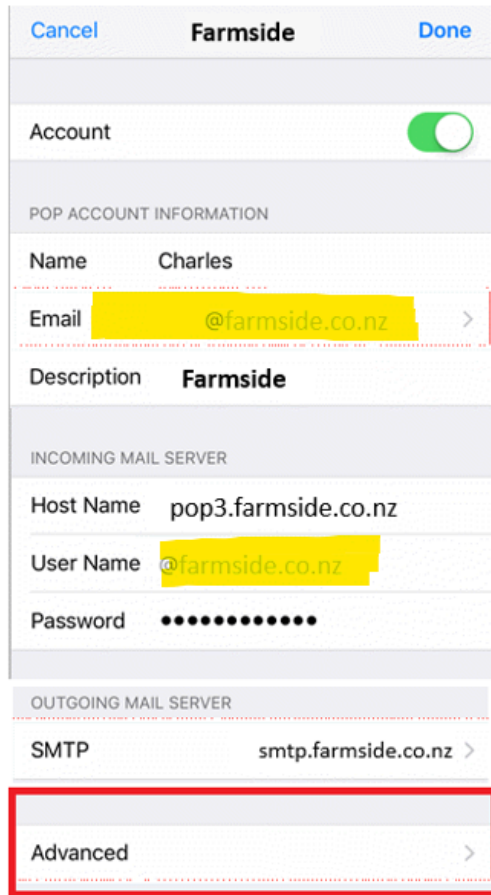 Cancel Farmside Done
Account
POP ACCOUNT INFORMATION
Name Charles
Email @farmside.co.nz
Description Farmside
INCOMING MAIL SERVER
Host Name pop3.farmside.co.nz
User Name @farmside.co.nz
Password ••••••••••••
OUTGOING MAIL SERVER
SMTP smtp.farmside.co.nz
Advanced